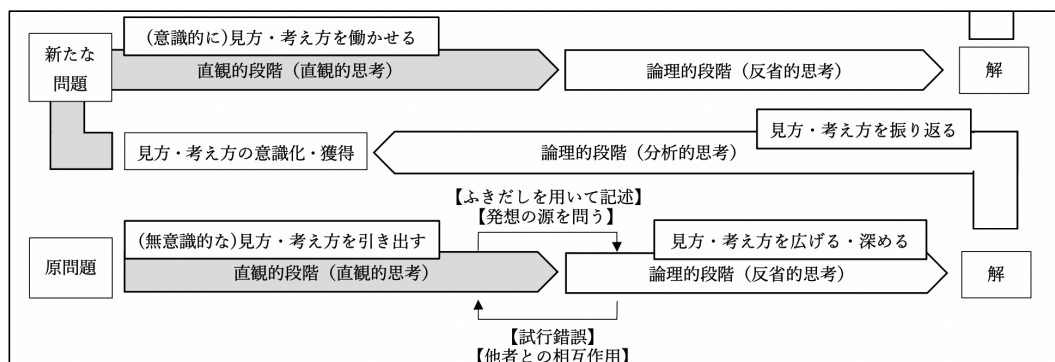 (意識的に)見方・考え方を働かせる
新たな
問題
直観的段階（直観的思考）
論理的段階（反省的思考）
解
見方・考え方を振り返る
見方・考え方の意識化・獲得
論理的段階（分析的思考）
【ふきだしを用いて記述】
【発想の源を問う】
(無意識的な)見方・考え方を引き出す
見方・考え方を広げる・深める
原問題
直観的段階（直観的思考）
論理的段階（反省的思考）
解
【試行錯誤】
【他者との相互作用】